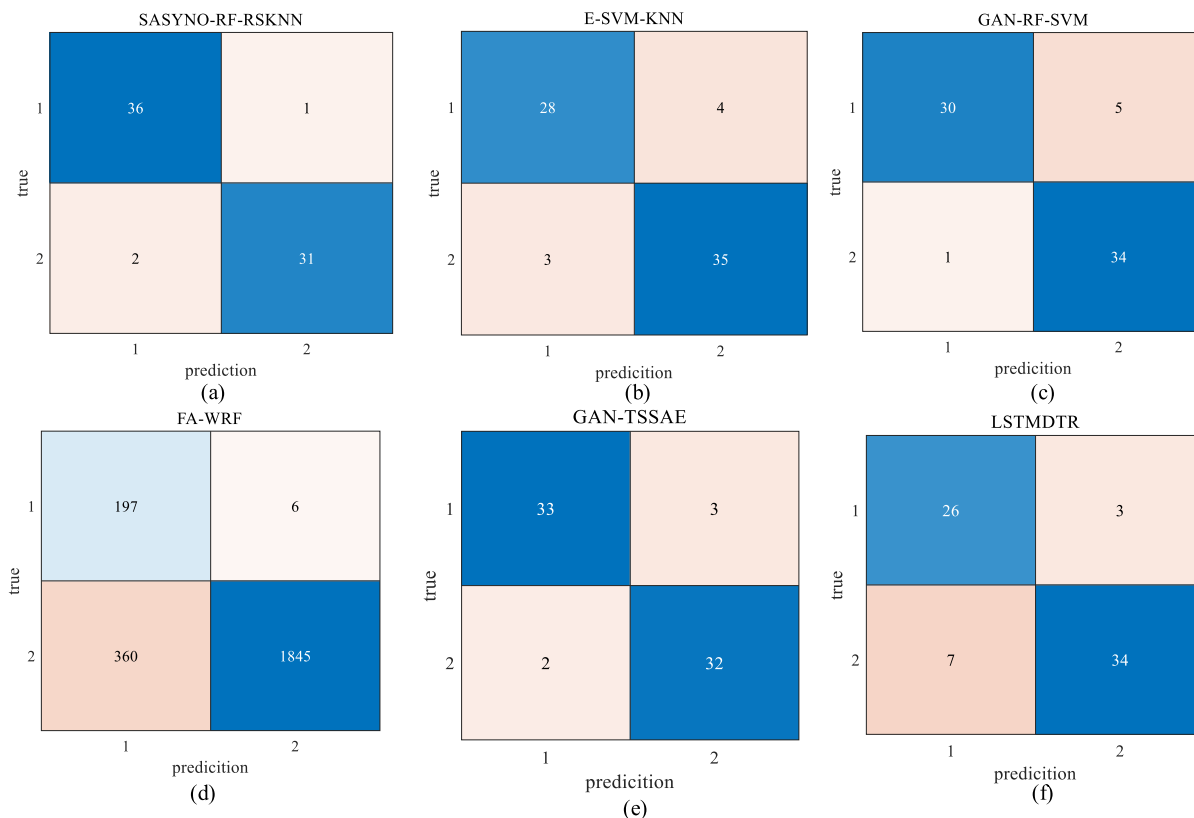 SASYNO-RF-RSKNN
1
36
1
true
2
2
31
1
2
prediction
(a)
E-SVM-KNN
1
28
4
true
2
3
35
1
2
predicition
(b)
GAN-RF-SVM
1
30
5
true
2
1
34
1
2
predicition
(c)
FA-WRF
1
197
6
true
2
360
1845
1
2
predicition
(d)
GAN-TSSAE
1
33
3
true
2
2
32
1
2
predicition
(e)
LSTMDTR
1
26
3
true
2
7
34
1
2
predicition
(f)